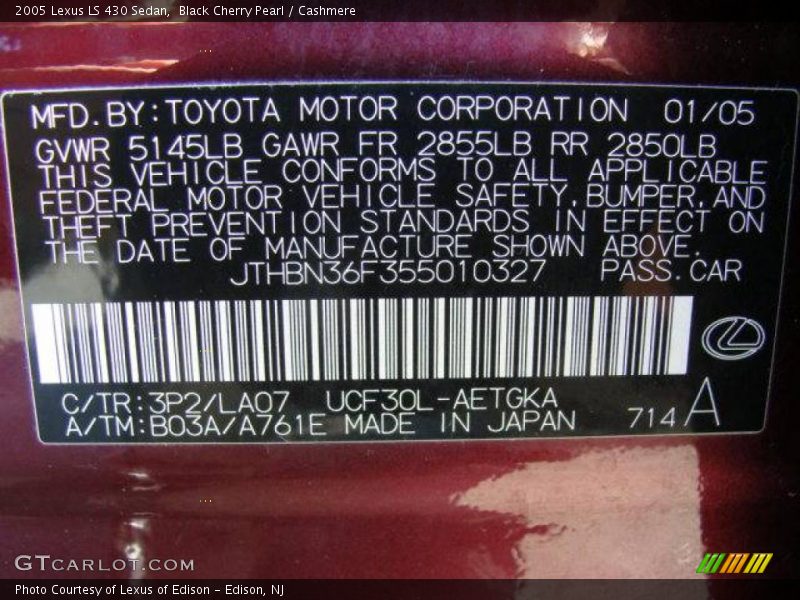 2005 Lexus LS 430 Sedan,  Black Cherry Pearl / Cashmere
MFD. BY: TOYOTA MOTOR CORPORATION 01/05
GVWR 5145LB GAWR FR 2855LB RR 2850LB
THIS VEHICLE CONFORMS TO ALL APPLICABLE
FEDERAL MOTOR VEHICLE SAFETY, BUMPER, AND
THEFT PREVENTION STANDARDS IN EFFECT ON
THE DATE OF MANUFACTURE SHOWN ABOVE.
JTHBN36F355010327 PASS. CAR
C/TR: 3P2/LA07 UCF30L-AETGKA
A/TM: B03A/A761E MADE IN JAPAN 714 A
GTCARLOT.COM
Photo Courtesy of Lexus of Edison - Edison, NJ